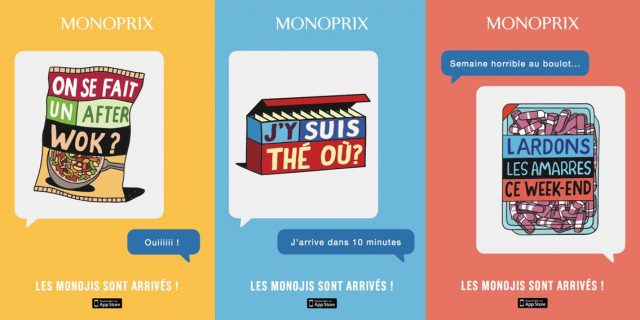 MONOPRIX
ON SE FAIT
UN AFTER
WOK ?
Ouiiiiii !
LES MONOJIS SONT ARRIVÉS !
App Store
MONOPRIX
J'Y SUIS
THÉ OÙ?
J'arrive dans 10 minutes
LES MONOJIS SONT ARRIVÉS !
App Store
MONOPRIX
Semaine horrible au boulot...
LARDONS
LES AMARRES
CE WEEK-END
LES MONOJIS SONT ARRIVÉS !
App Store